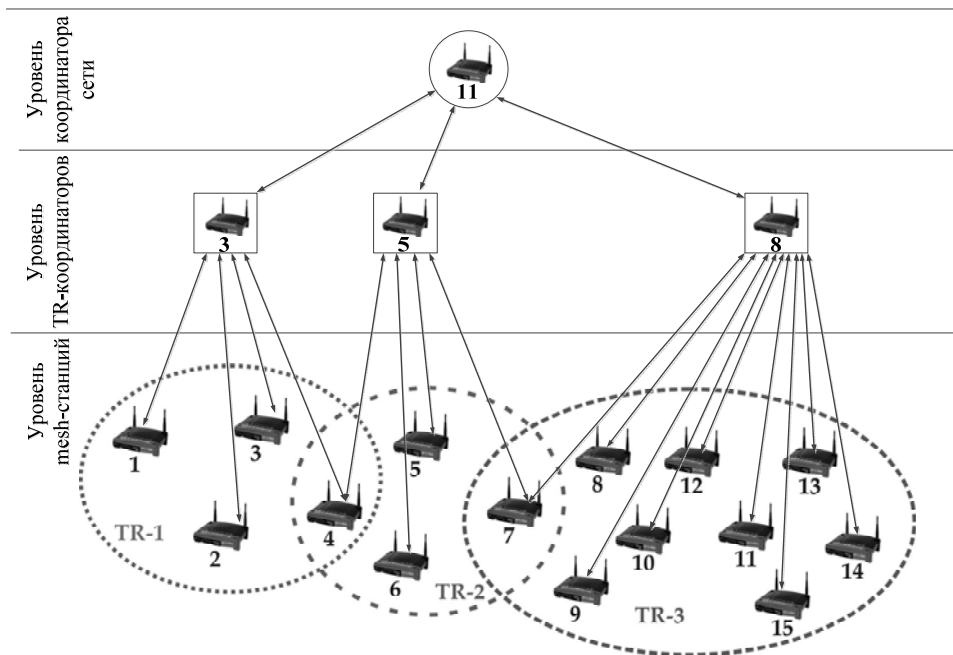 Уровень
координатора
сети
11
Уровень
TR-координаторов
3
5
8
Уровень
mesh-станций
1
3
5
8
12
13
TR-1
2
4
7
10
11
14
6
TR-2
9
TR-3
15